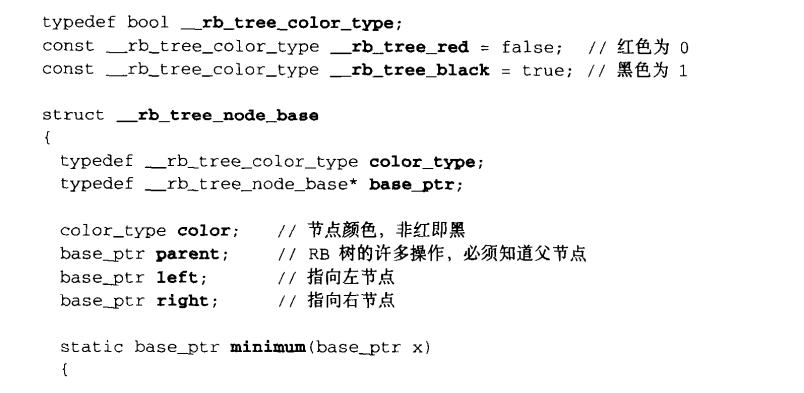 typedef bool __rb_tree_color_type;
const __rb_tree_color_type __rb_tree_red = false; // 红色为 0
const __rb_tree_color_type __rb_tree_black = true; // 黑色为 1
struct __rb_tree_node_base
{
typedef __rb_tree_color_type color_type;
typedef __rb_tree_node_base* base_ptr;
color_type color; // 节点颜色，非红即黑
base_ptr parent; // RB 树的许多操作，必须知道父节点
base_ptr left; // 指向左节点
base_ptr right; // 指向右节点
static base_ptr minimum(base_ptr x)
{